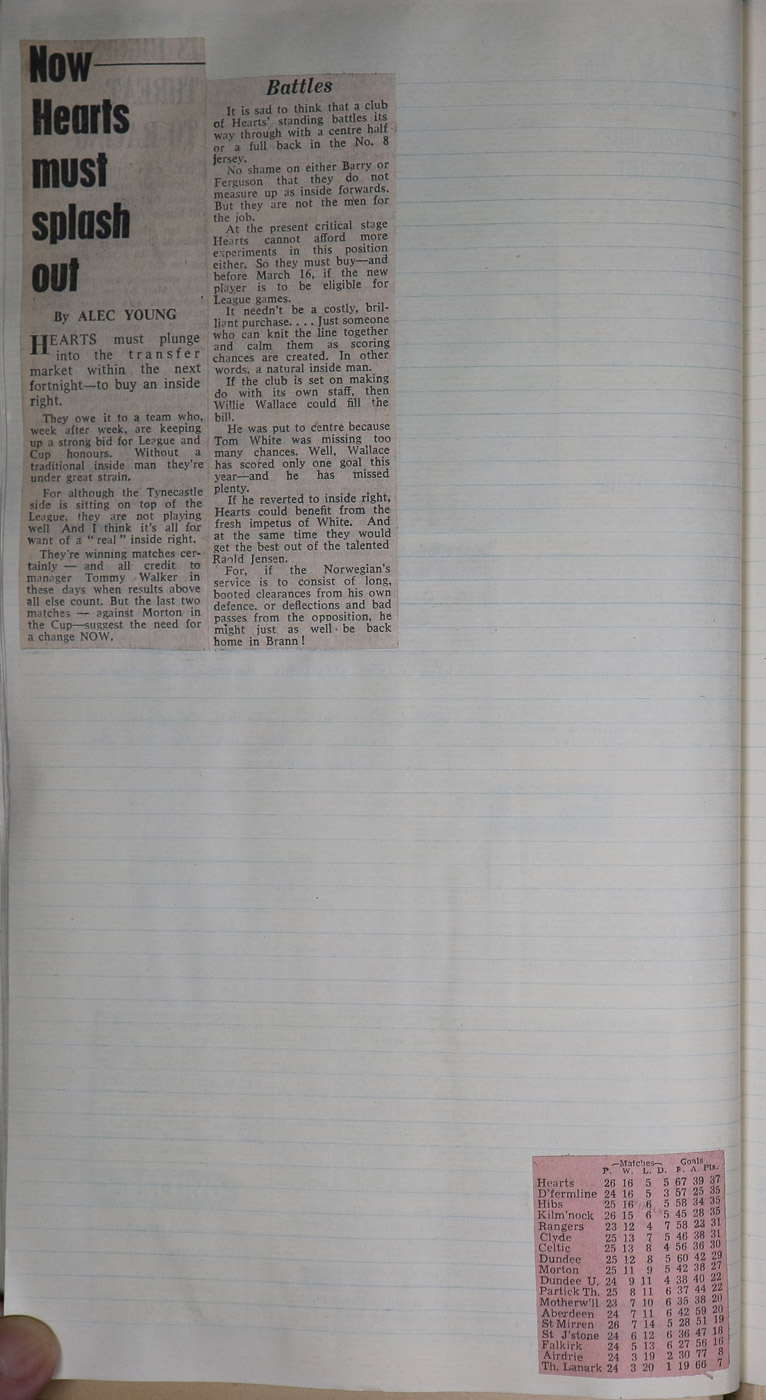 Now
Hearts
must
splash
out
By ALEC YOUNG
HEARTS must plunge
into the transfer
market within the next
fortnight—to buy an inside
right.
They owe it to a team who,
week after week, are keeping
up a strong bid for League and
Cup honours. Without a
traditional inside man they're
under great strain.
For although the Tynecastle
side is sitting on top of the
League, they are not playing
well And I think it's all for
want of a "real" inside right.
They're winning matches cer-
tainly — and all credit to
manager Tommy Walker in
these days when results above
all else count. But the last two
matches — against Morton in
the Cup—suggest the need for
a change NOW.
Battles
It is sad to think that a club
of Hearts' standing battles its
way through with a centre half
or a full back in the No. 8
jersey.
No shame on either Barry or
Ferguson that they do not
measure up as inside forwards.
But they are not the men for
the job.
At the present critical stage
Hearts cannot afford more
experiments in this position
either. So they must buy—and
before March 16, if the new
player is to be eligible for
League games.
It needn't be a costly, bril-
liant purchase. . . . Just someone
who can knit the line together
and calm them as scoring
chances are created. In other
words, a natural inside man.
If the club is set on making
do with its own staff, then
Willie Wallace could fill the
bill.
He was put to centre because
Tom White was missing too
many chances. Well, Wallace
has scored only one goal this
year—and he has missed
plenty.
If he reverted to inside right,
Hearts could benefit from the
fresh impetus of White. And
at the same time they would
get the best out of the talented
Roald Jensen.
For, if the Norwegian's
service is to consist of long,
booted clearances from his own
defence, or deflections and bad
passes from the opposition, he
might just as well be back
home in Brann!
—Matches— Goals
P. W. L. D. F. A. Pts.
Hearts 26 16 5 5 67 39 37
D'fermline 24 16 5 3 57 25 35
Hibs 25 16 6 5 58 34 35
Kilm'nock 26 15 6 5 45 28 35
Rangers 23 12 4 7 58 23 31
Clyde 25 13 7 5 46 38 31
Celtic 25 13 8 4 56 36 30
Dundee 25 12 8 5 60 42 29
Morton 25 11 9 5 42 38 27
Dundee U. 24 9 11 4 38 40 22
Partick Th. 25 8 11 6 37 44 22
Motherw'll 23 7 10 6 35 38 20
Aberdeen 24 7 11 6 42 59 20
St Mirren 26 7 14 5 28 51 19
St J'stone 24 6 12 6 36 47 18
Falkirk 24 5 13 6 27 56 16
Airdrie 24 3 19 2 30 77 8
Th. Lanark 24 3 20 1 19 66 7